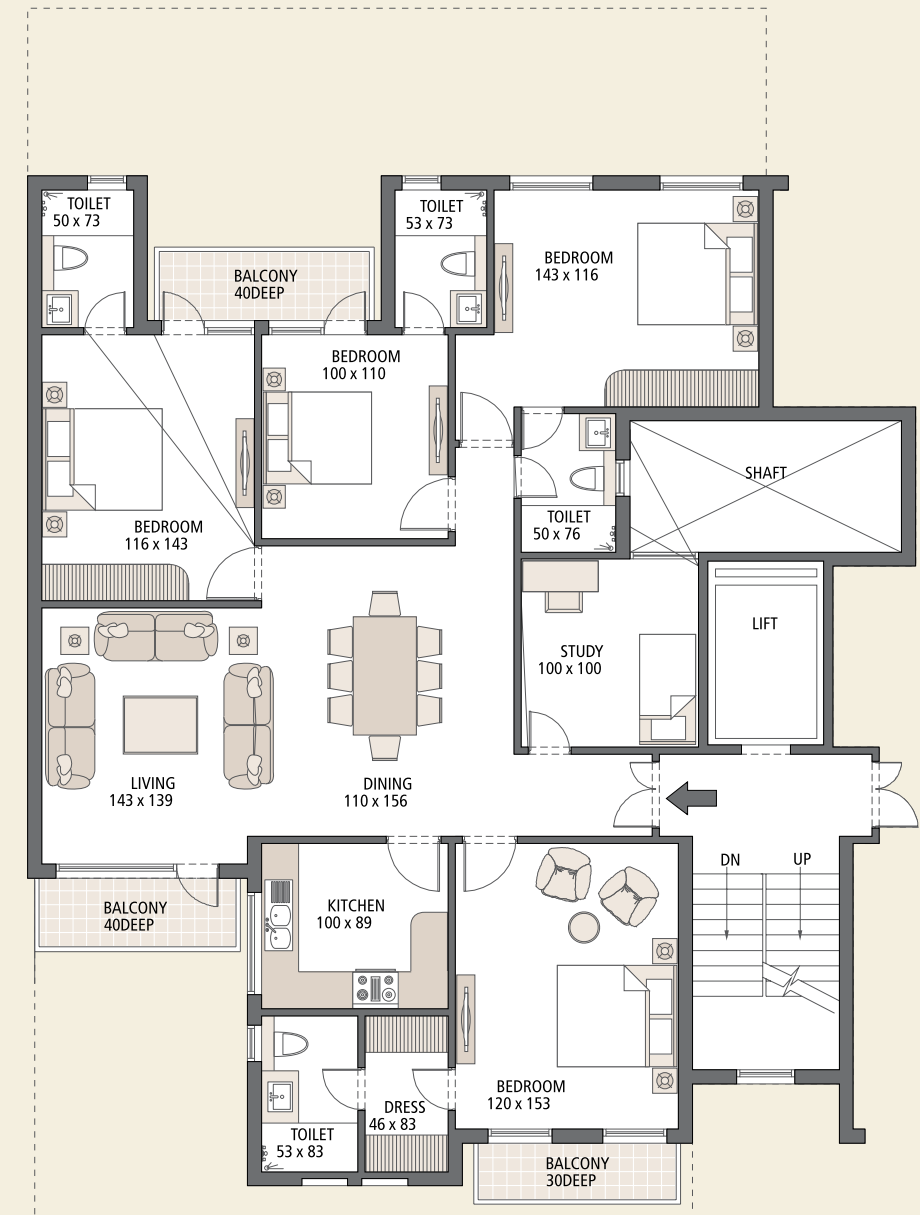 TOILET
50 x 73
TOILET
53 x 73
BALCONY
40DEEP
BEDROOM
143 x 116
BEDROOM
100 x 110
SHAFT
BEDROOM
116 x 143
TOILET
50 x 76
LIFT
STUDY
100 x 100
LIVING
143 x 139
DINING
110 x 156
DN
UP
BALCONY
40DEEP
KITCHEN
100 x 89
BEDROOM
120 x 153
DRESS
46 x 83
TOILET
53 x 83
BALCONY
30DEEP